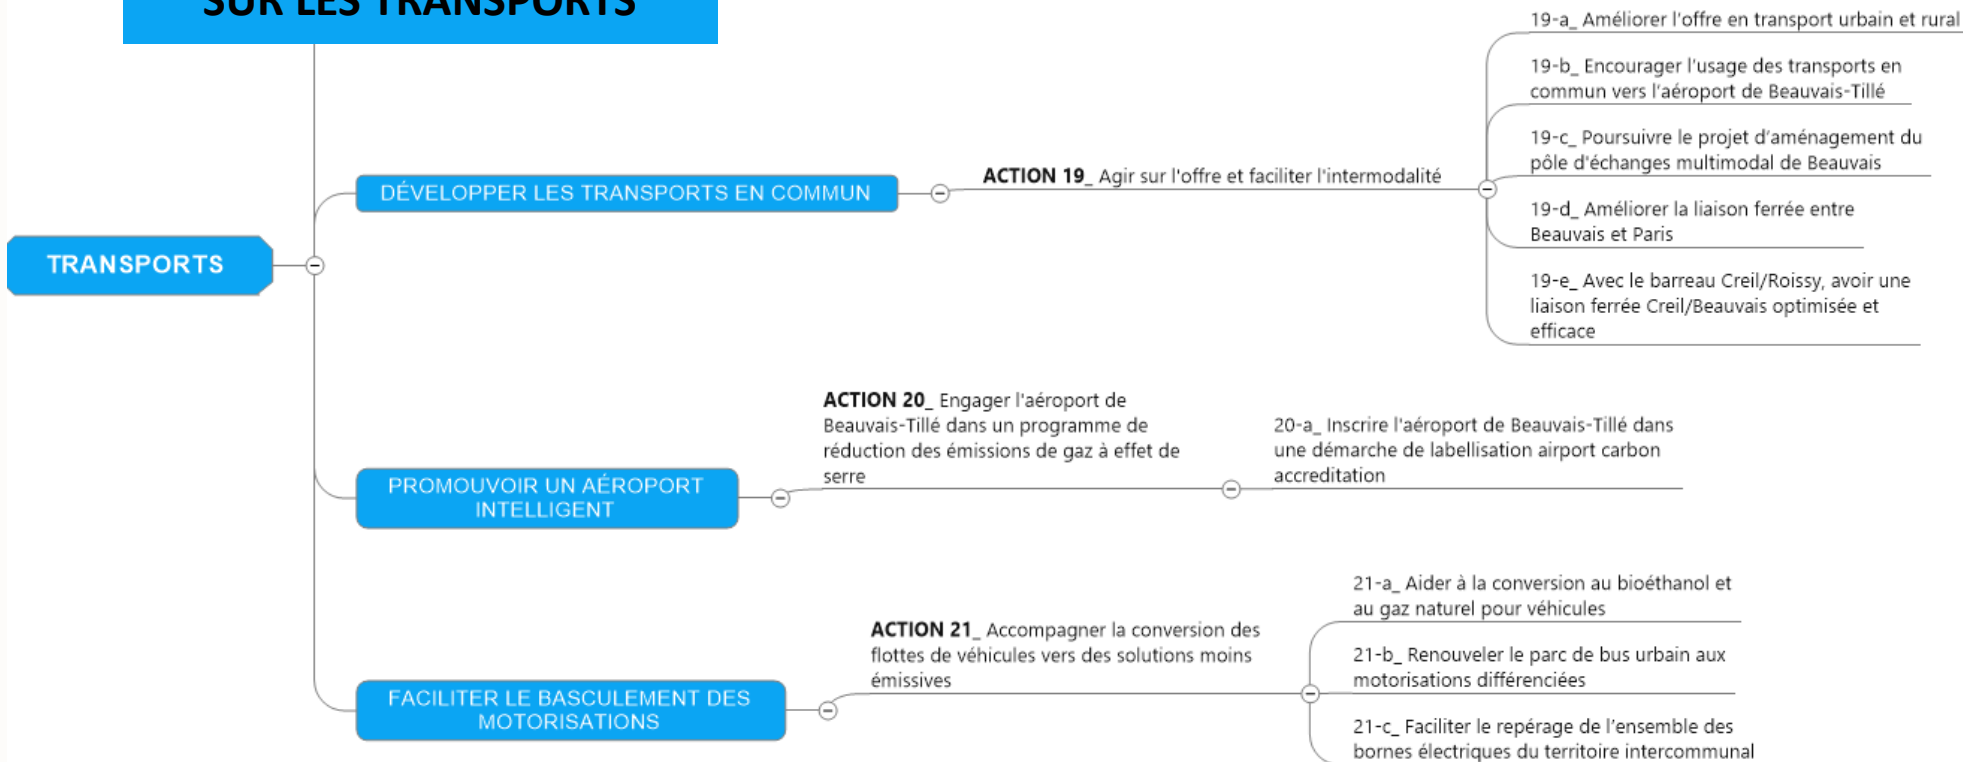 SUR LES TRANSPORTS
19-a_ Améliorer l'offre en transport urbain et rural
19-b_ Encourager l'usage des transports en
commun vers l'aéroport de Beauvais-Tillé
19-c_ Poursuivre le projet d'aménagement du
pôle d'échanges multimodal de Beauvais
DÉVELOPPER LES TRANSPORTS EN COMMUN
ACTION 19_ Agir sur l'offre et faciliter l'intermodalité
19-d_ Améliorer la liaison ferrée entre
Beauvais et Paris
TRANSPORTS
19-e_ Avec le barreau Creil/Roissy, avoir une
liaison ferrée Creil/Beauvais optimisée et
efficace
PROMOUVOIR UN AÉROPORT
INTELLIGENT
ACTION 20_ Engager l'aéroport de
Beauvais-Tillé dans un programme de
réduction des émissions de gaz à effet de
serre
20-a_ Inscrire l'aéroport de Beauvais-Tillé dans
une démarche de labellisation airport carbon
accreditation
FACILITER LE BASCULEMENT DES
MOTORISATIONS
ACTION 21_ Accompagner la conversion des
flottes de véhicules vers des solutions moins
émissives
21-a_ Aider à la conversion au bioéthanol et
au gaz naturel pour véhicules
21-b_ Renouveler le parc de bus urbain aux
motorisations différenciées
21-c_ Faciliter le repérage de l'ensemble des
bornes électriques du territoire intercommunal